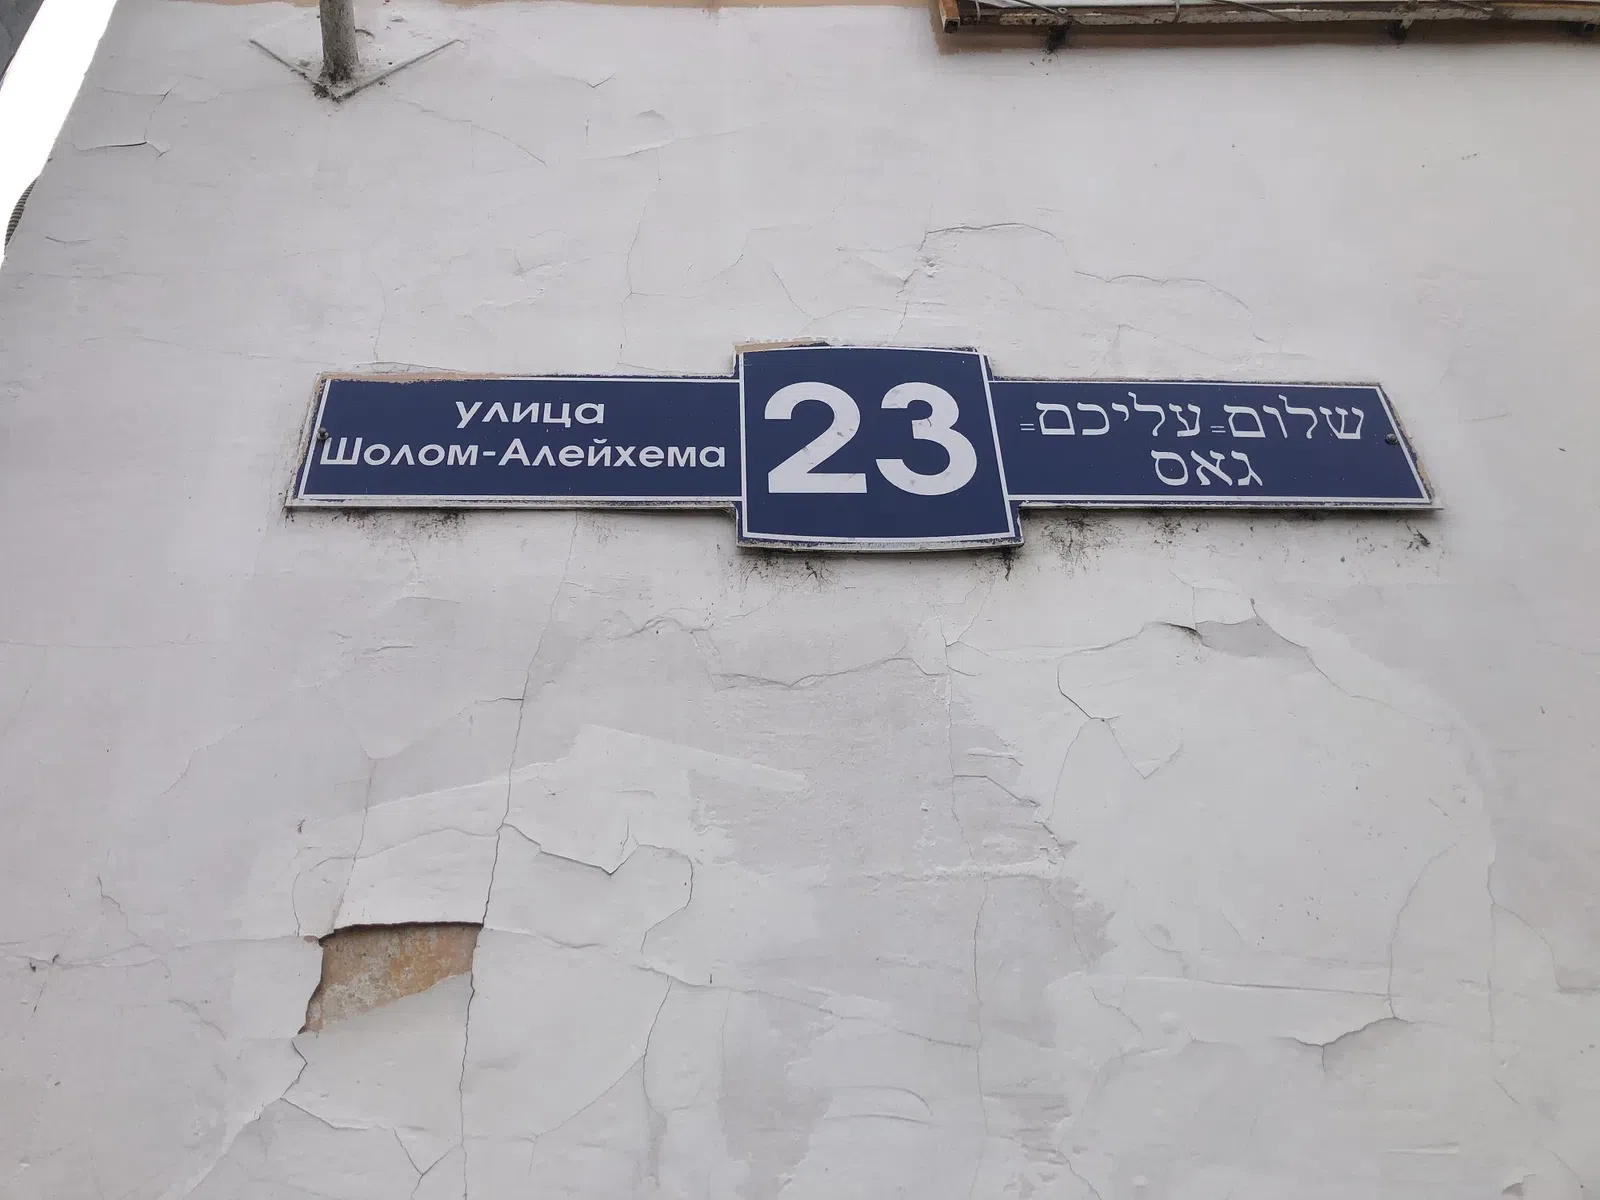 улица
Шолом-Алейхема
23
שלום=עליכם=
גאס